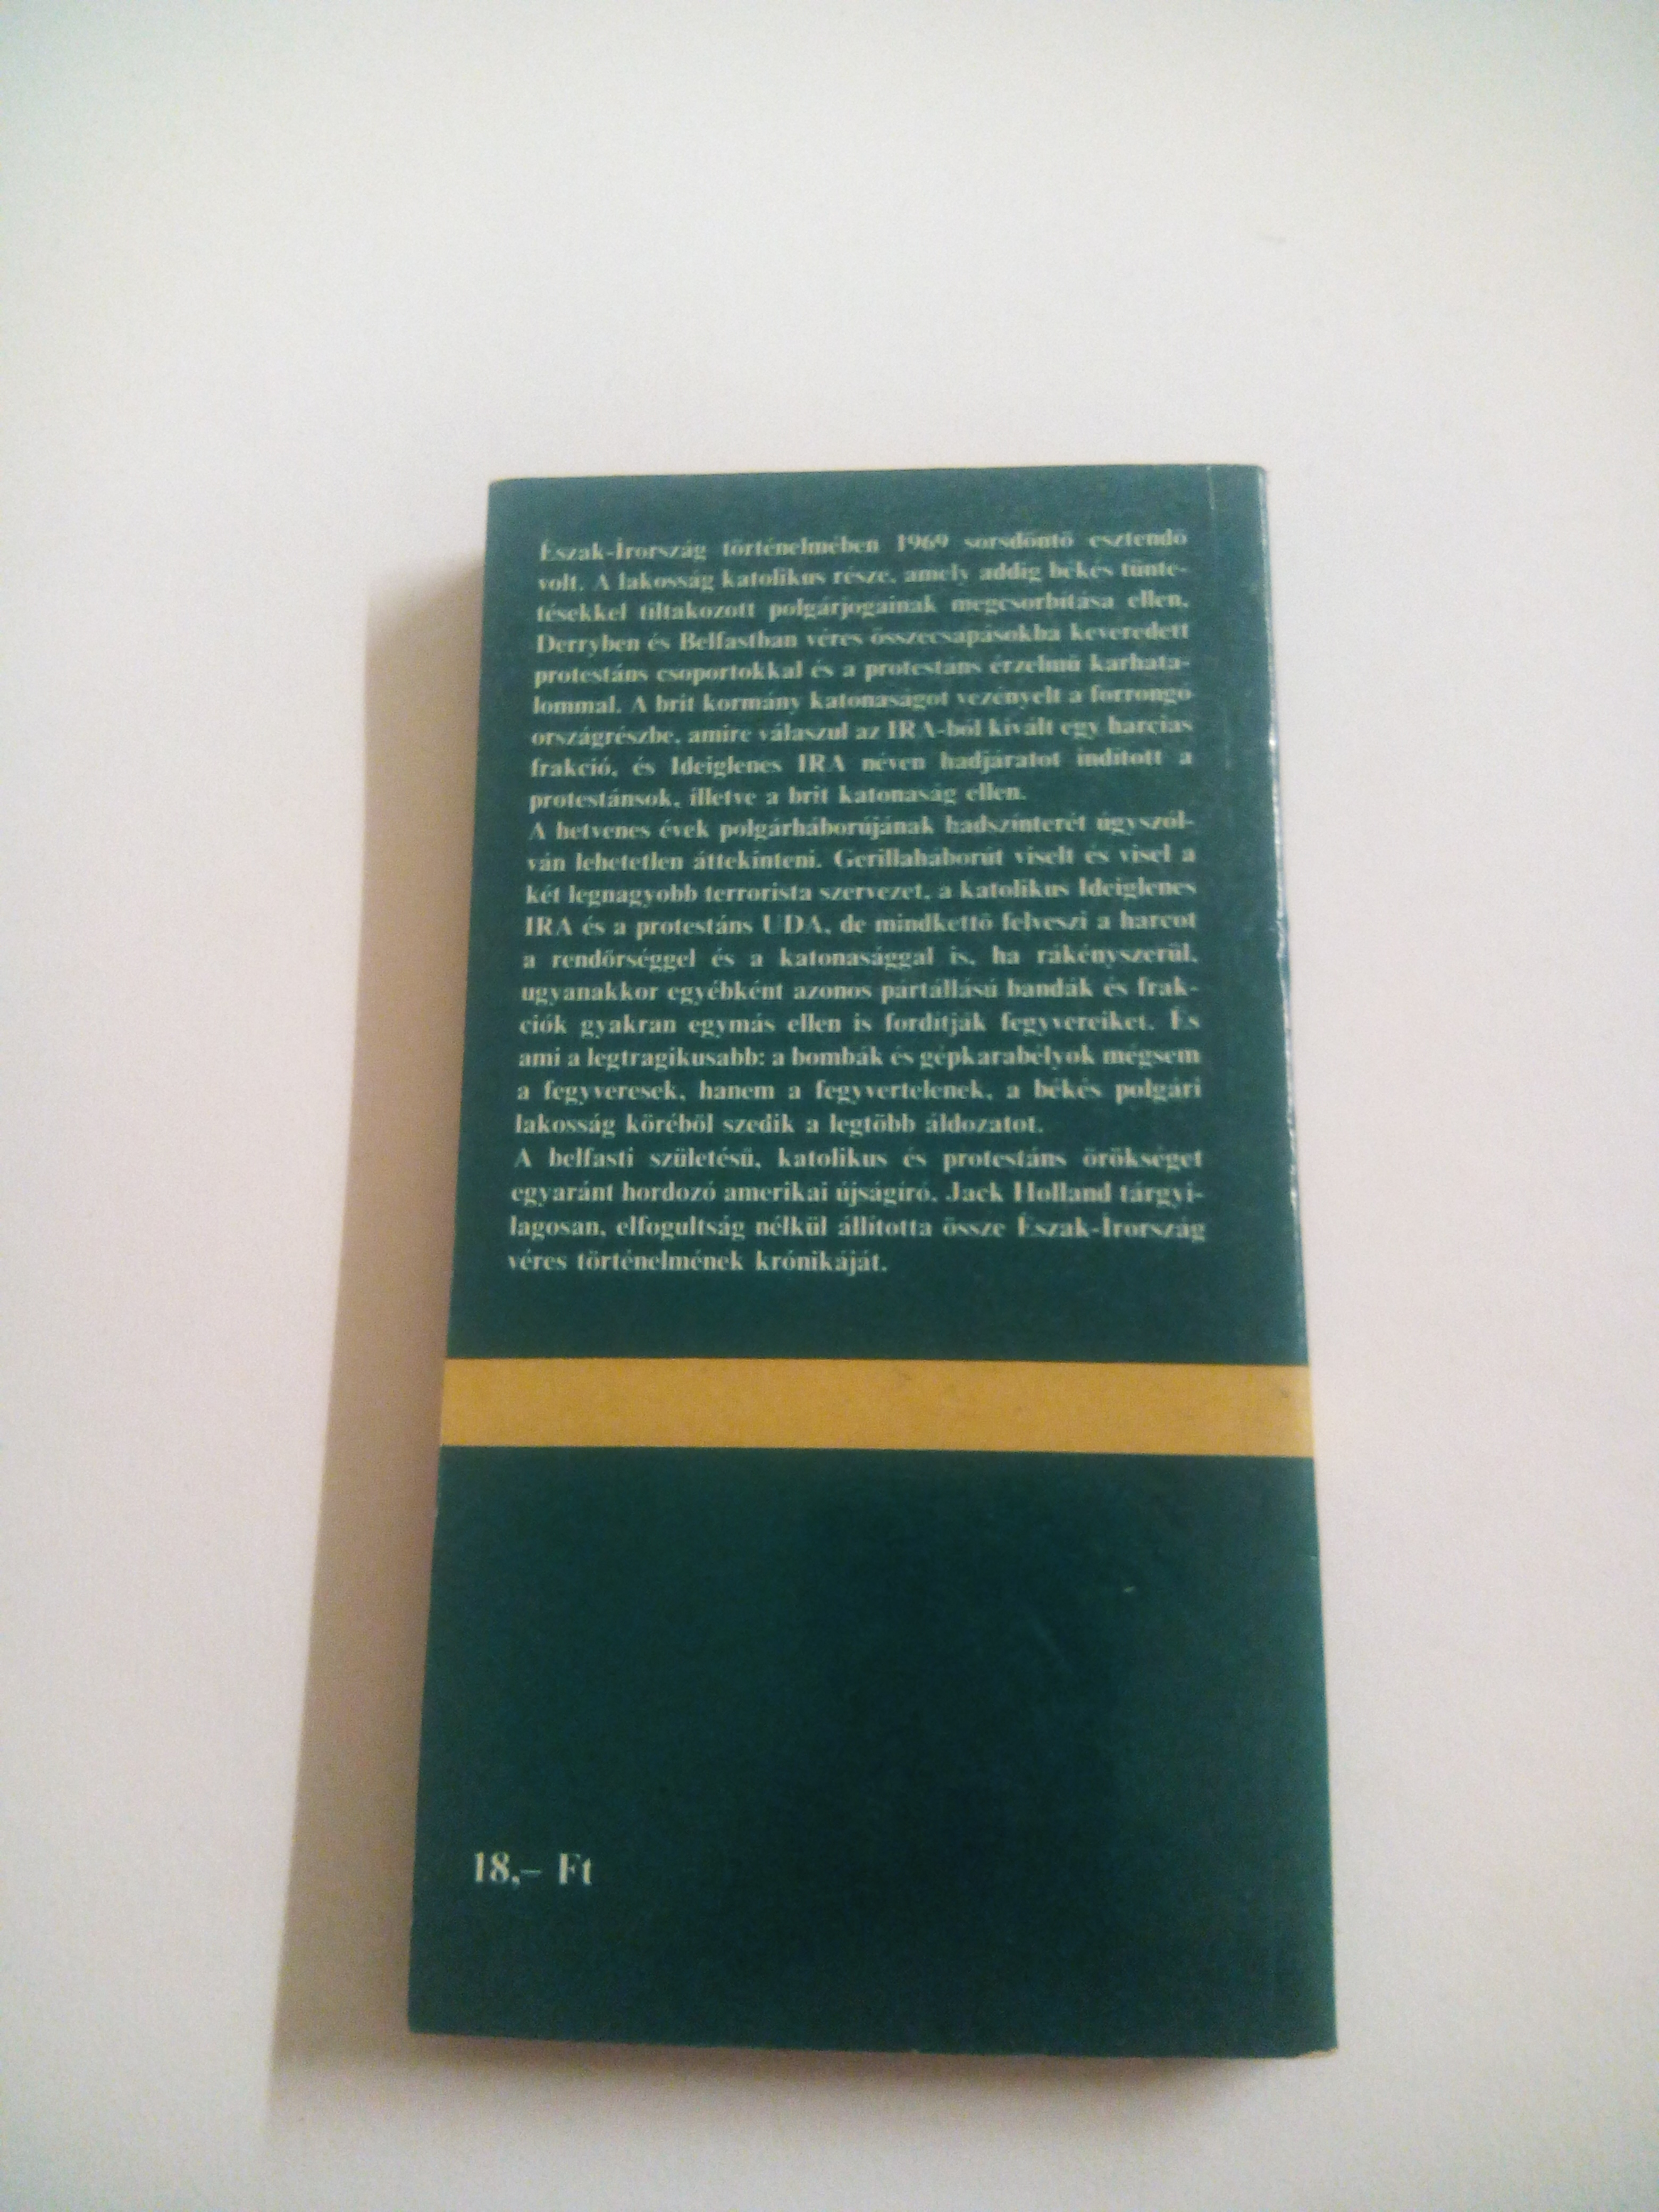 Észak-Írország történelmében 1969 sorsdöntő esztendő
volt. A lakosság katolikus része, amely addig békés tünte-
tésekkel tiltakozott polgárjogainak megcsorbítása ellen,
Derryben és Belfastban véres összecsapásokba keveredett
protestáns csoportokkal és a protestáns érzelmű karhata-
lommal. A brit kormány katonaságot vezényelt a forrongó
országrészbe, amire válaszul az IRA-ból kivált egy harcias
frakció, és Ideiglenes IRA néven hadjáratot indított a
protestánsok, illetve a brit katonaság ellen.
A hetvenes évek polgárháborújának hadszínterét úgyszól-
ván lehetetlen áttekinteni. Gerillaháborút viselt és visel a
két legnagyobb terrorista szervezet, a katolikus Ideiglenes
IRA és a protestáns UDA, de mindkettő felveszi a harcot
a rendőrséggel és a katonasággal is, ha rákényszerül,
ugyanakkor egyébként azonos pártállású bandák és frak-
ciók gyakran egymás ellen is fordítják fegyvereiket. És
ami a legtragikusabb: a bombák és gépkarabélyok mégsem
a fegyveresek, hanem a fegyvertelenek, a békés polgári
lakosság köréből szedik a legtöbb áldozatot.
A belfasti születésű, katolikus és protestáns örökséget
egyaránt hordozó amerikai újságíró, Jack Holland tárgyi-
lagosan, elfogultság nélkül állította össze Észak-Írország
véres történelmének krónikáját.
18,– Ft